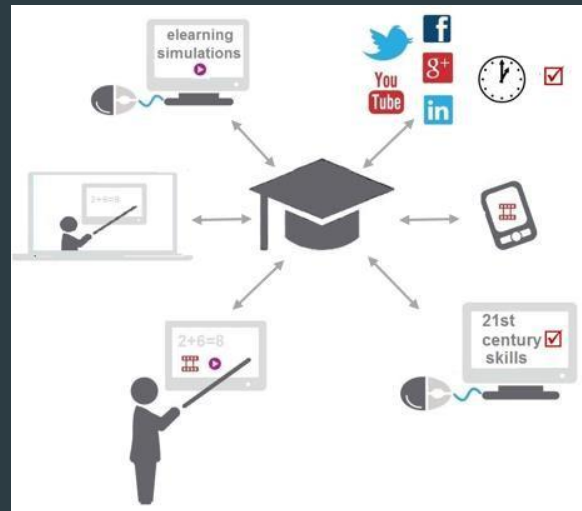 elearning
simulations
f
You
Tube
g+
in
2+6=8
2+6=8
21st
century
skills